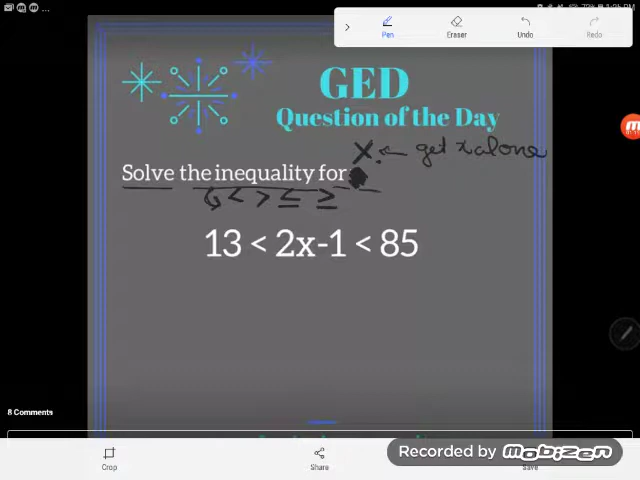 Pen
Eraser
Undo
Redo
GED
Question of the Day
X. ← get x alone
Solve the inequality for
↳ < > ≤ ≥
13 < 2x-1 < 85
8 Comments
Recorded by Mobizen
Crop
Share
Save